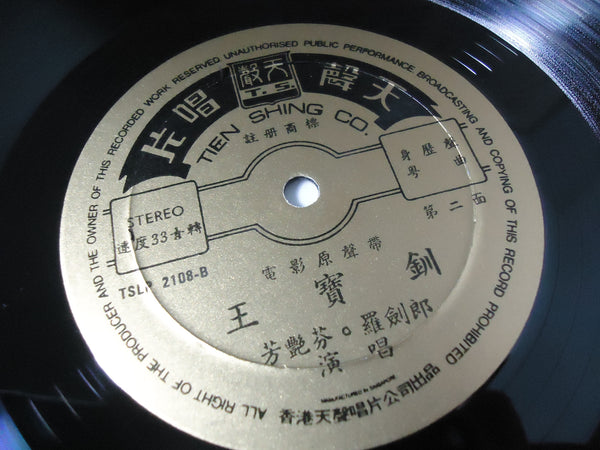 ALL RIGHT OF THE PRODUCER AND THE OWNER OF THIS RECORDED WORK RESERVED UNAUTHORISED PUBLIC PERFORMANCE BROADCASTING AND COPYING OF THIS RECORD PROHIBITED
天聲唱片
天聲
T.S.
TIEN SHING CO.
註册商標
STEREO
速度33⅓轉
身歷聲
粵曲
TSLP 2108-B
第二面
電影原聲帶
王寶釧
芳艷芬。羅劍郎
演唱
MANUFACTURED IN SINGAPORE
香港天聲唱片公司出品